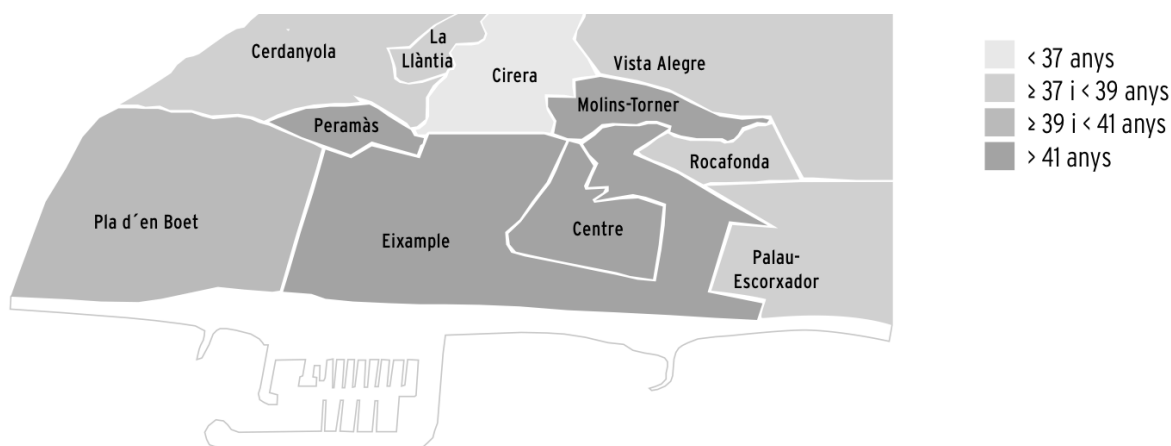 Cerdanyola
La
Llàntia
Cirera
Vista Alegre
Molins-Torner
Peramàs
Rocafonda
Pla d´en Boet
Eixample
Centre
Palau-
Escorxador
< 37 anys
≥ 37 i < 39 anys
≥ 39 i < 41 anys
> 41 anys